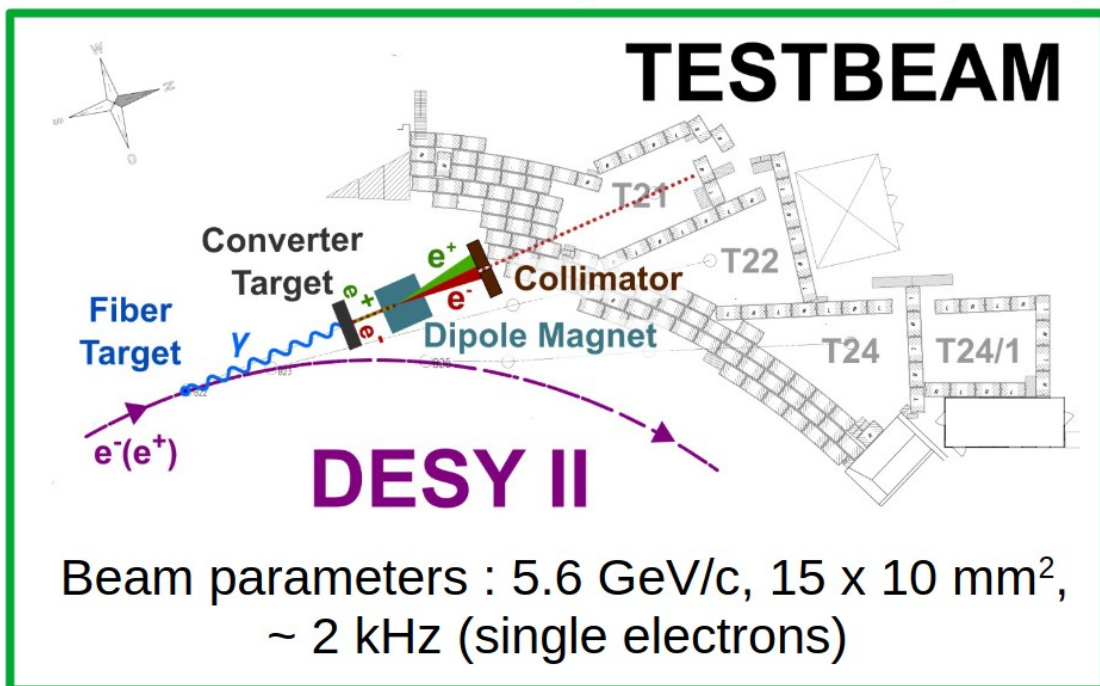 TESTBEAM
W
N
S
O
T21
Converter
Target
e+
Collimator
T22
e-
Fiber
Target
γ
e+
e-
Dipole Magnet
T24
T24/1
e-(e+)
DESY II
Beam parameters : 5.6 GeV/c, 15 x 10 mm²,
~ 2 kHz (single electrons)